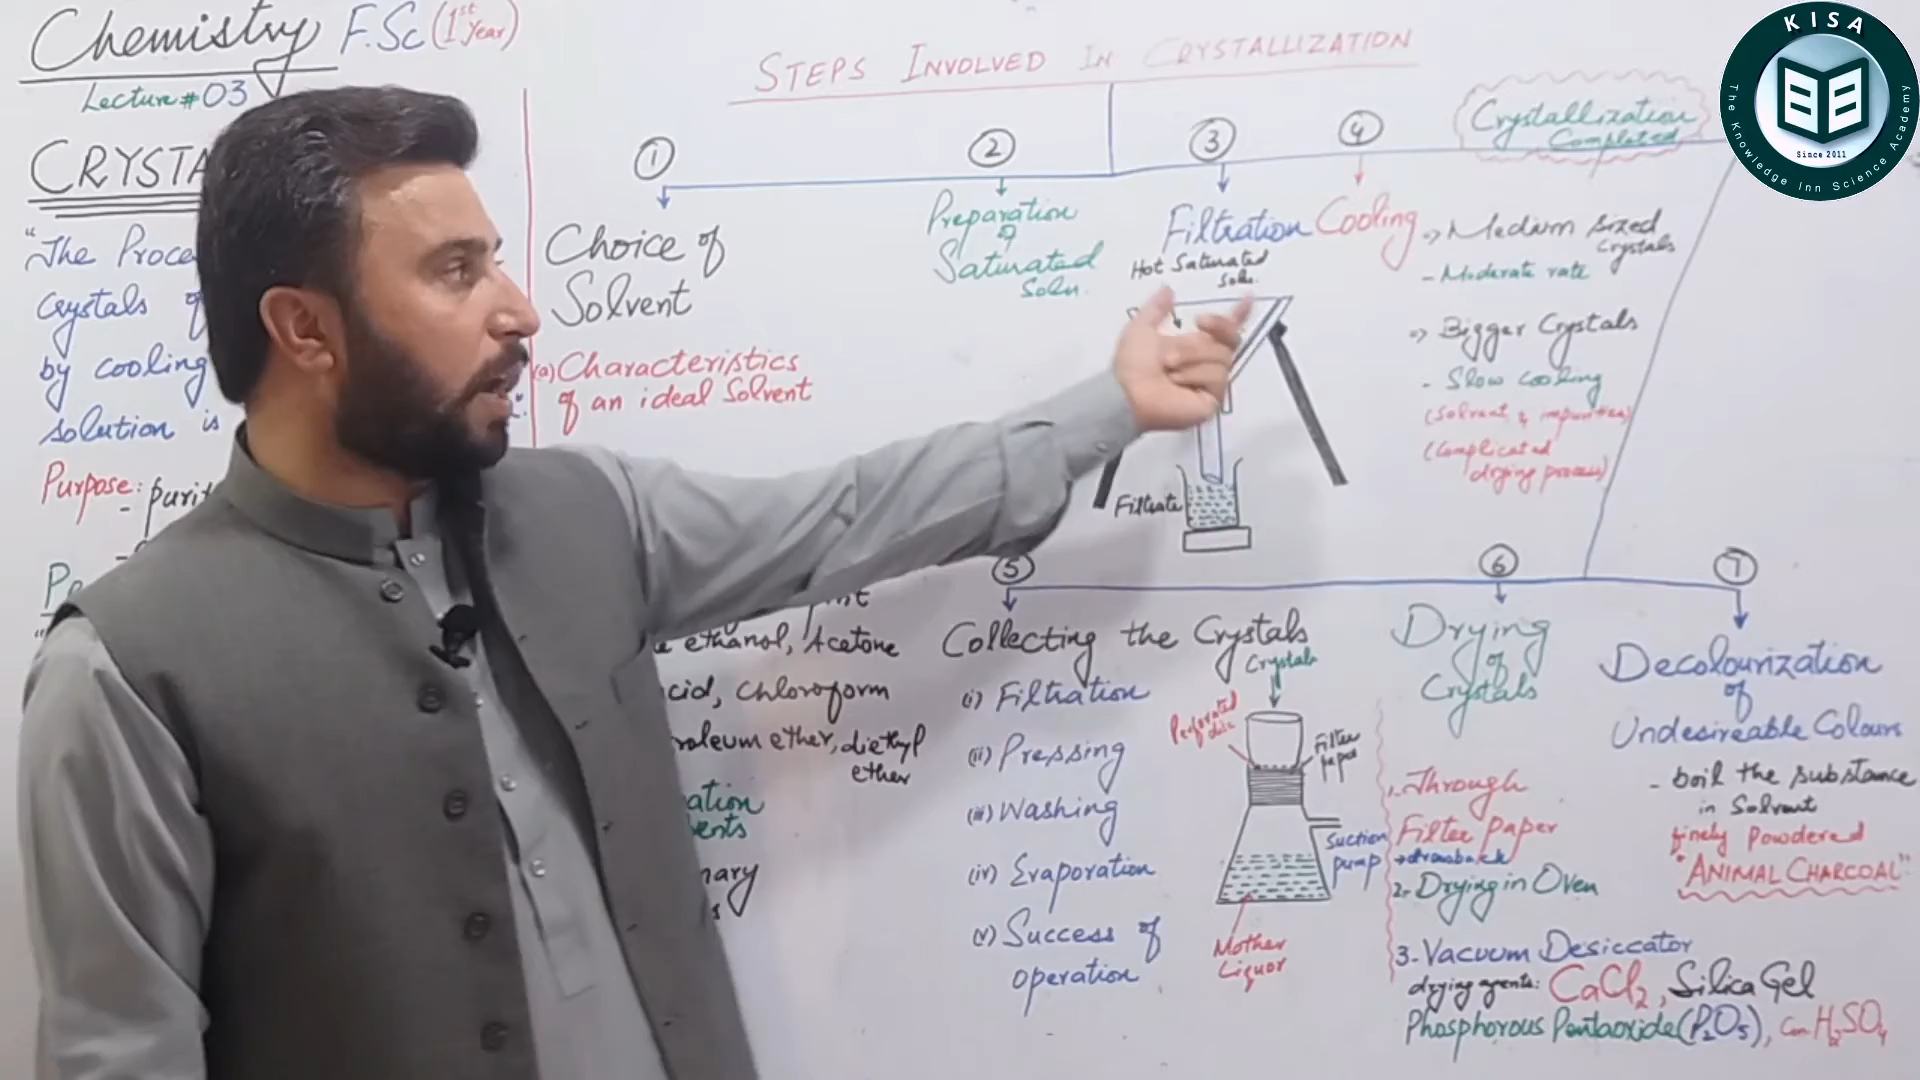 Chemistry F.Sc (1st Year)
Lecture # 03
CRYSTA
"The Proce
Crystals of
by cooling
solution is
Purpose:
- purit
Pe
STEPS INVOLVED IN CRYSTALLIZATION
①
Choice of
Solvent
(a) Characteristics
of an ideal Solvent
ethanol, Acetone
cid, Chloroform
roleum ether, diethyl
ether
ation
vents
nary
s
②
Preparation
of
Saturated
Soln.
③
Filtration
Hot Saturated
Soln.
Filtrate
④
Cooling
Crystallization
Completed
=> Medium sized
Crystals
- Moderate rate
=> Bigger Crystals
- Slow cooling
(Solvent & impurities)
(Complicated
drying process)
⑤
Collecting the Crystals
(i) Filtration
(ii) Pressing
(iii) Washing
(iv) Evaporation
(v) Success of
operation
Crystals
Perforated
disc
Filter
paper
Suction
pump
Mother
Liquor
⑥
Drying
of
Crystals
1. Through
Filter Paper
→ drawback
2. Drying in Oven
3. Vacuum Desiccator
drying agents: CaCl2, Silica Gel
Phosphorous Pentaoxide (P2O5), Con H2SO4
⑦
Decolourization
of
Undesireable Colours
- boil the substance
in Solvent
finely Powdered
"ANIMAL CHARCOAL"
KISA
The Knowledge Inn Science Academy
Since 2011